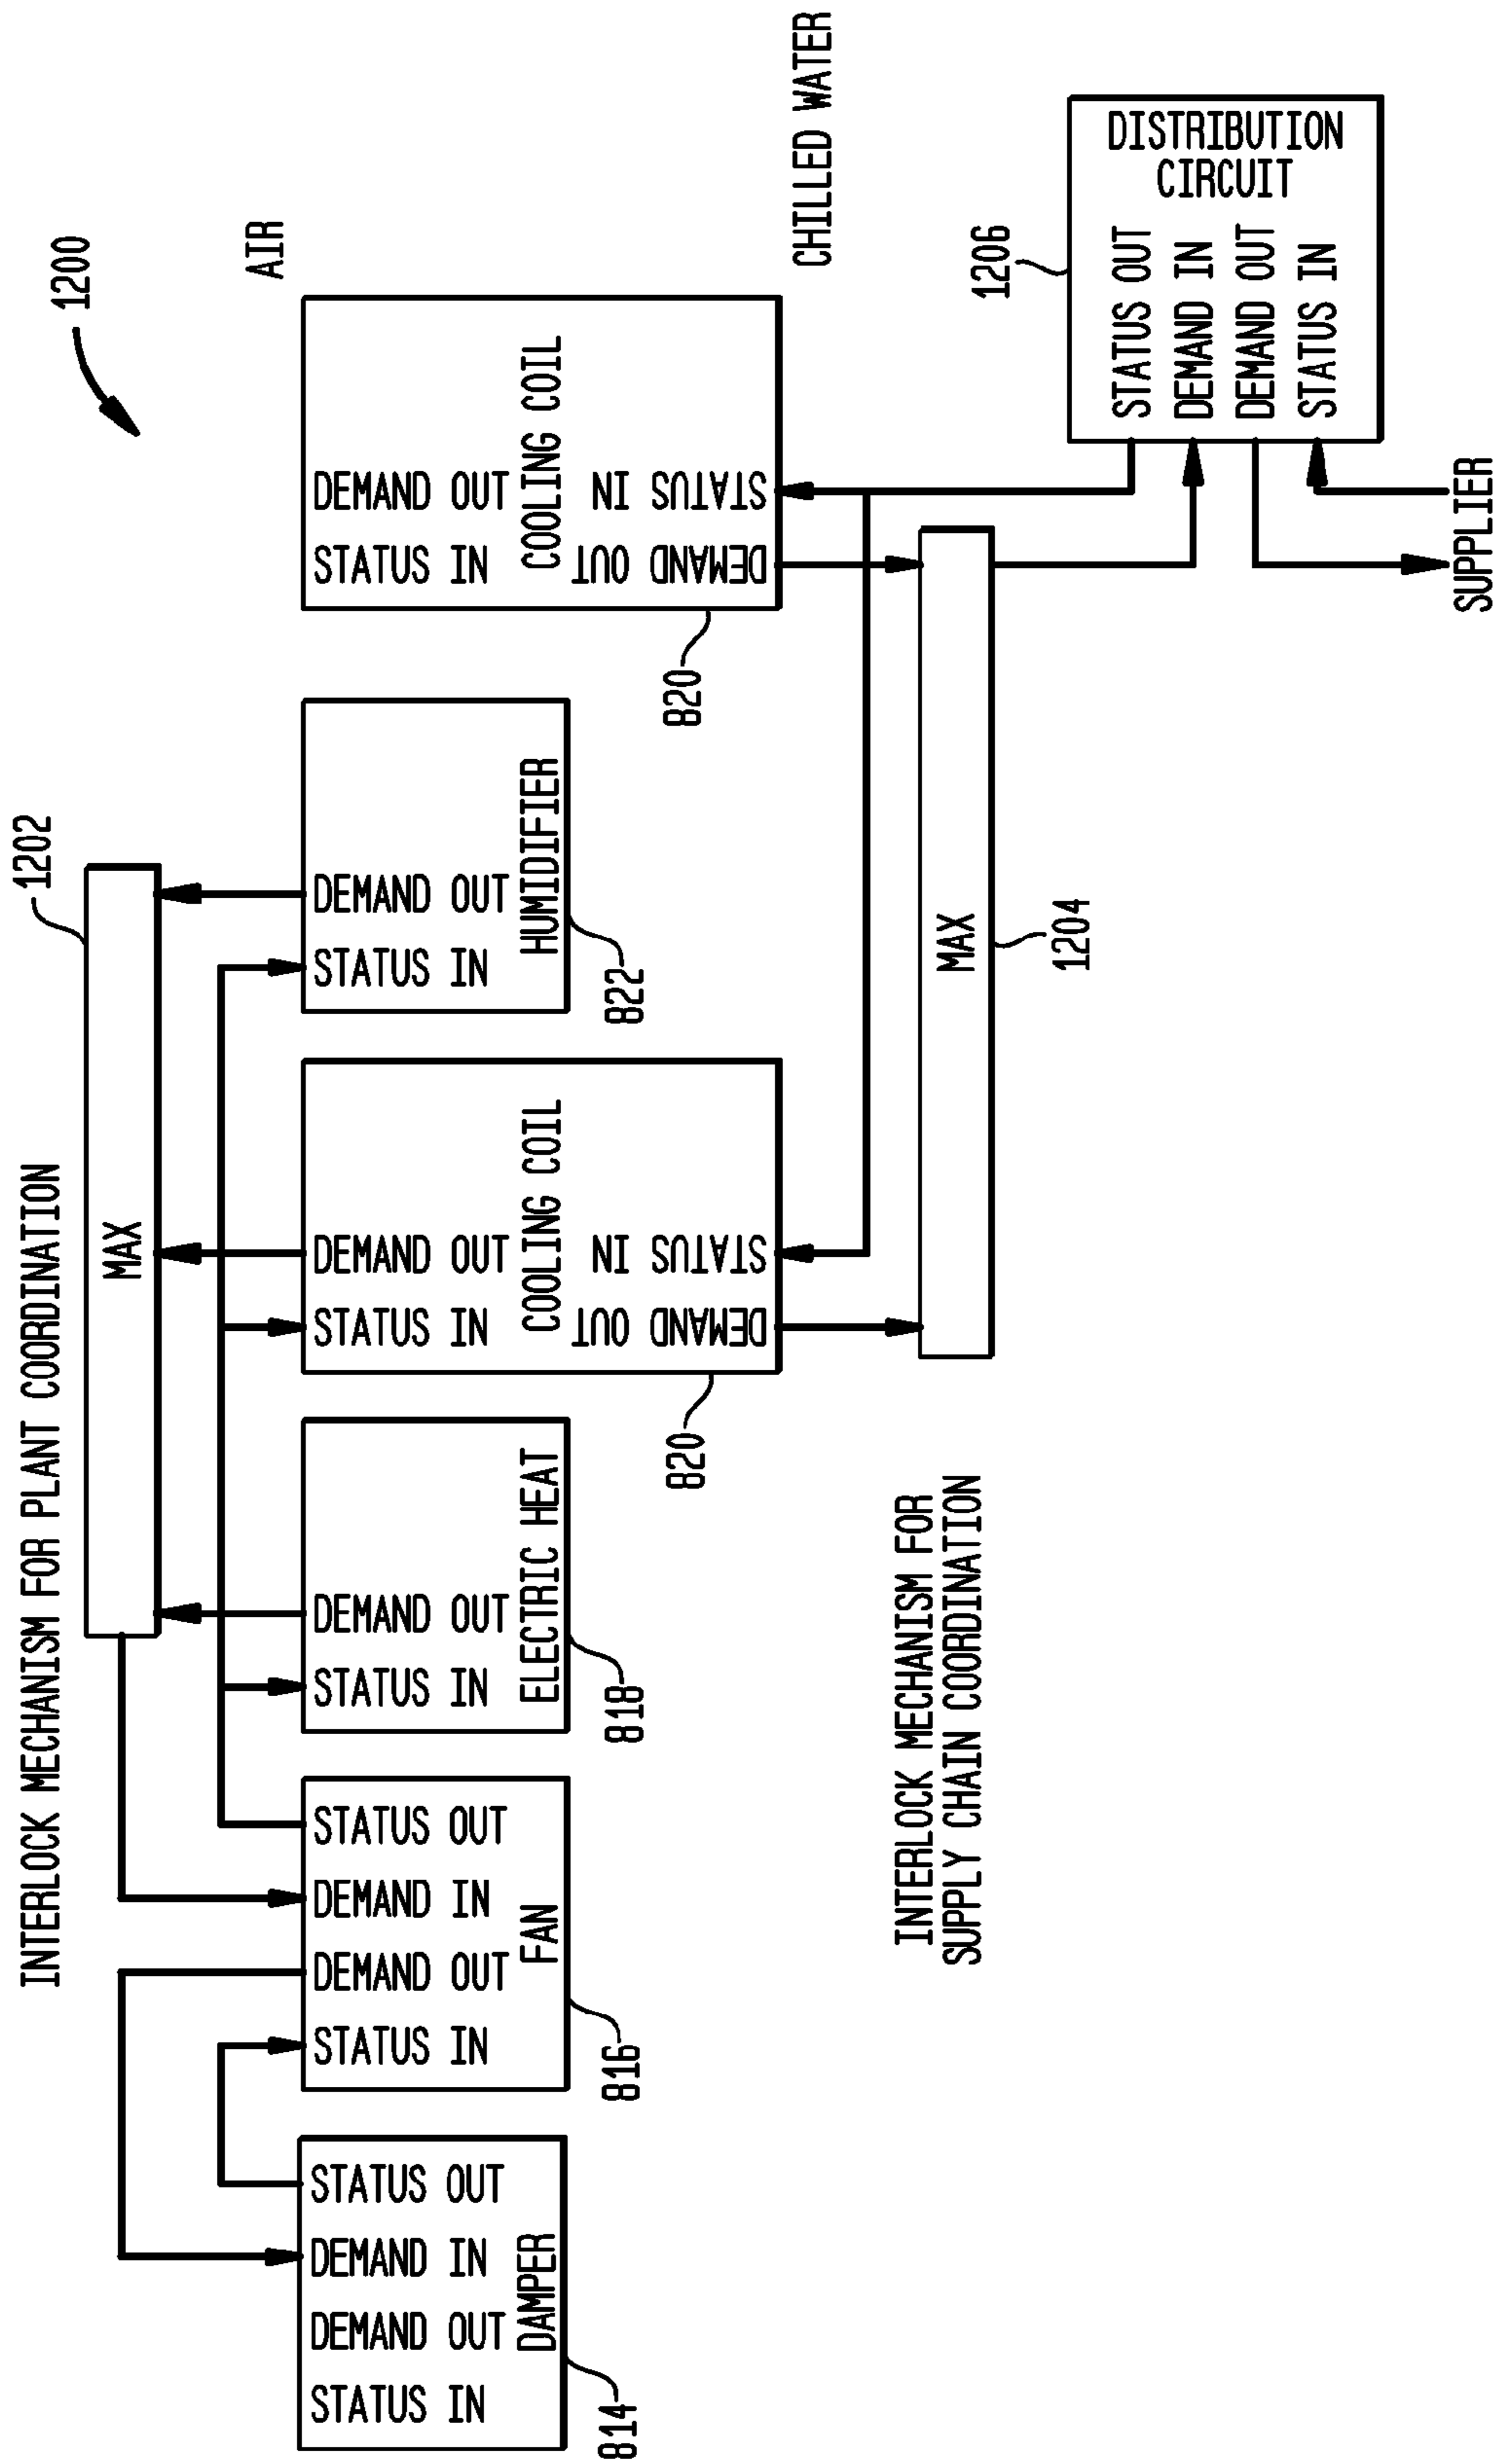 1200
INTERLOCK MECHANISM FOR PLANT COORDINATION
1202
MAX
AIR
STATUS IN
DEMAND OUT
DEMAND IN
STATUS OUT
DAMPER
814
STATUS IN
DEMAND OUT
DEMAND IN
STATUS OUT
FAN
816
STATUS IN
DEMAND OUT
ELECTRIC HEAT
818
STATUS IN
DEMAND OUT
COOLING COIL
DEMAND OUT
STATUS IN
820
STATUS IN
DEMAND OUT
HUMIDIFIER
822
STATUS IN
DEMAND OUT
COOLING COIL
DEMAND OUT
STATUS IN
820
CHILLED WATER
INTERLOCK MECHANISM FOR
SUPPLY CHAIN COORDINATION
MAX
1204
1206
DISTRIBUTION
CIRCUIT
STATUS OUT
DEMAND IN
DEMAND OUT
STATUS IN
SUPPLIER